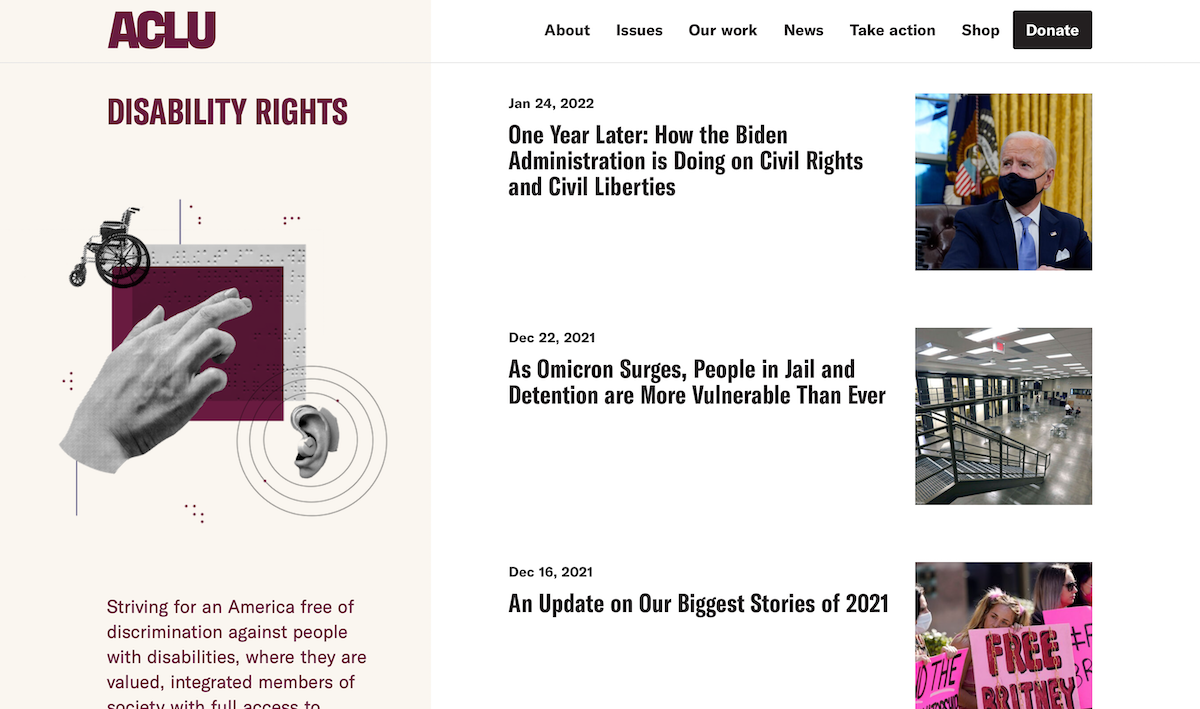 ACLU
About Issues Our work News Take action Shop Donate
DISABILITY RIGHTS
Striving for an America free of
discrimination against people
with disabilities, where they are
valued, integrated members of
society with full access to
Jan 24, 2022
One Year Later: How the Biden
Administration is Doing on Civil Rights
and Civil Liberties
Dec 22, 2021
As Omicron Surges, People in Jail and
Detention are More Vulnerable Than Ever
Dec 16, 2021
An Update on Our Biggest Stories of 2021
THE
FREE
BRITNEY